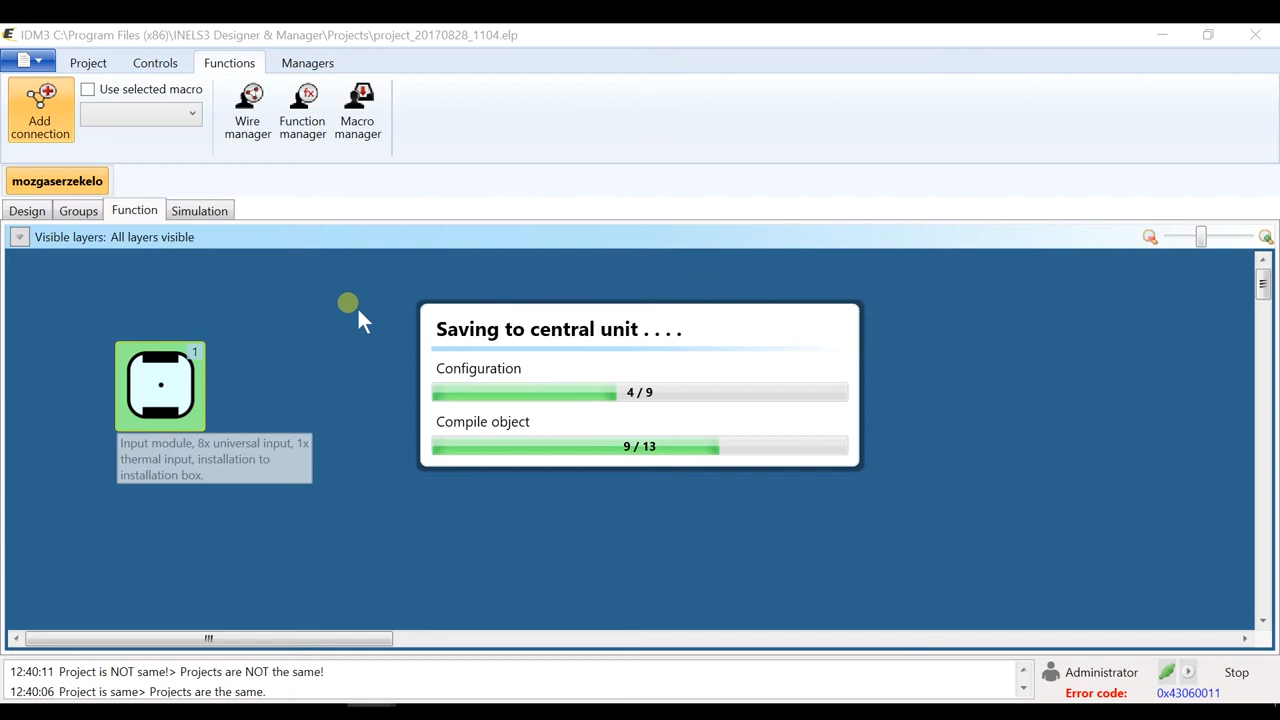 IDM3 C:\Program Files (x86)\INELS3 Designer & Manager\Projects\project_20170828_1104.elp
Project Controls Functions Managers
Add connection
Use selected macro
Wire manager
Function manager
Macro manager
mozgaserzekelo
Design Groups Function Simulation
Visible layers: All layers visible
1
Input module, 8x universal input, 1x
thermal input, installation to
installation box.
Saving to central unit . . . .
Configuration
4 / 9
Compile object
9 / 13
12:40:11 Project is NOT same!> Projects are NOT the same!
12:40:06 Project is same> Projects are the same.
Administrator
Stop
Error code: 0x43060011